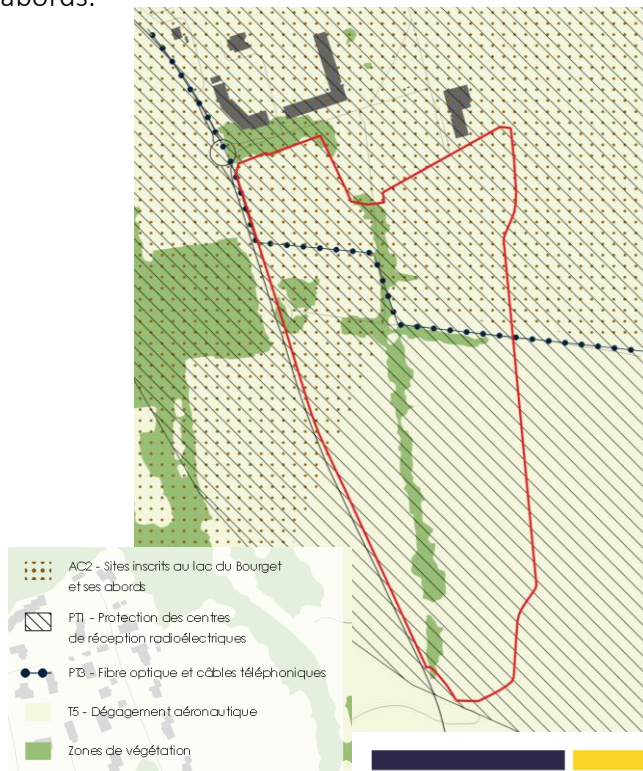 abords.
AC2 - Sites inscrits au lac du Bourget
et ses abords
PT1 - Protection des centres
de réception radioélectriques
PT3 - Fibre optique et câbles téléphoniques
T5 - Dégagement aéronautique
Zones de végétation